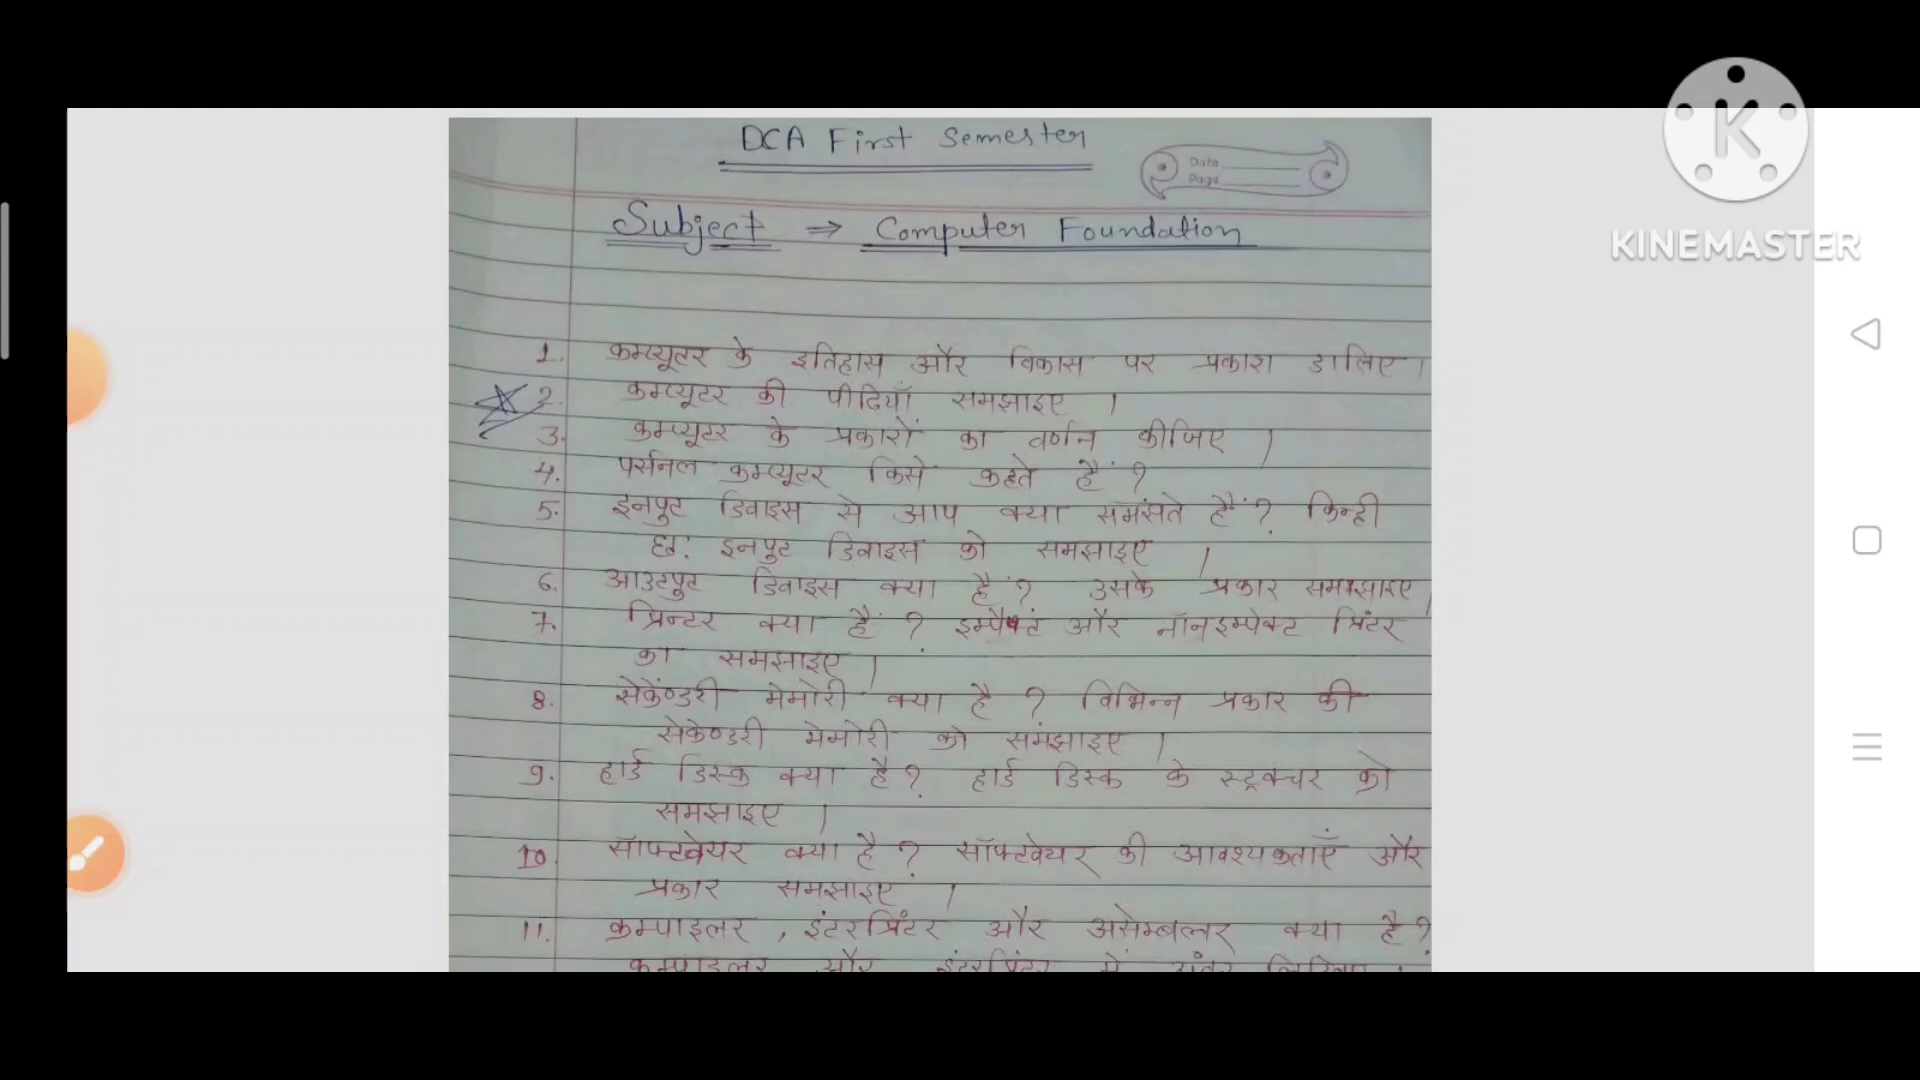 DCA First Semester
Data
Page
Subject ⇒ Computer Foundation
KINEMASTER
1. कम्प्यूटर के इतिहास और विकास पर प्रकाश डालिए ।
2. कम्प्यूटर की पीढियाँ समझाइए ।
3. कम्प्यूटर के प्रकारों का वर्णन कीजिए ।
4. पर्सनल कम्प्यूटर किसे कहते हैं ?
5. इनपुट डिवाइस से आप क्या समंझते हैं ? किन्ही
छः इनपुट डिवाइस को समझाइए ।
6. आउटपुट डिवाइस क्या हैं ? उसके प्रकार समझाइए ।
7. प्रिन्टर क्या हैं ? इम्पैक्ट और नॉनइम्पेक्ट प्रिंटर
का समझाइए ।
8. सेकेंण्डरी मेमोरी क्या है ? विभिन्न प्रकार की
सेकेण्डरी मेमोरी को समंझाइए ।
9. हार्ड डिस्क क्या है ? हार्ड डिस्क के स्ट्रक्चर को
समझाइए ।
10 सॉफ्टवेयर क्या है ? सॉफ्टवेयर की आवश्यकताएँ और
प्रकार समझाइए ।
11. कम्पाइलर , इंटरप्रिंटर और असेम्बलर क्या है ?